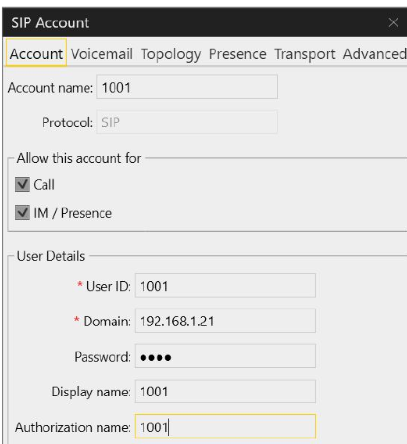 SIP Account
Account Voicemail Topology Presence Transport Advanced
Account name: 1001
Protocol: SIP
Allow this account for
Call
IM / Presence
User Details
* User ID: 1001
* Domain: 192.168.1.21
Password: ●●●●
Display name: 1001
Authorization name: 1001